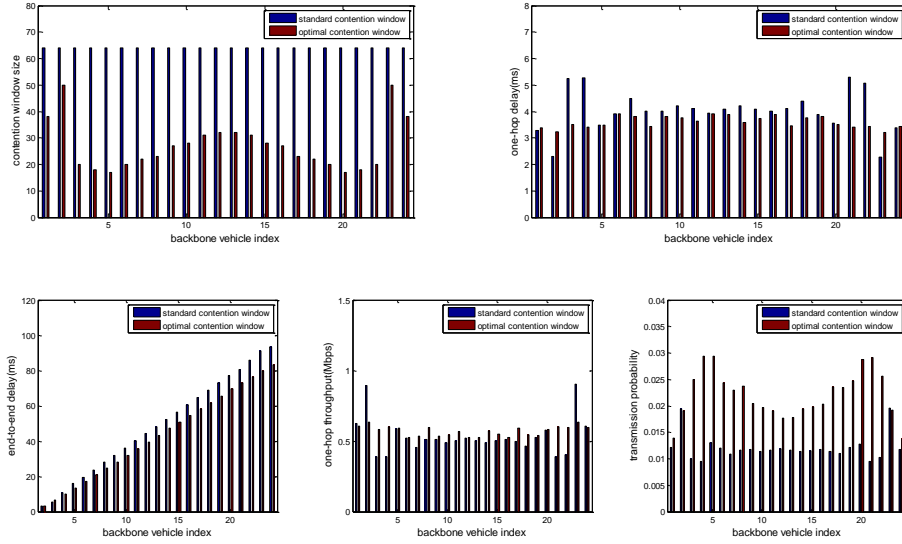 80
70
60
50
40
30
20
10
0
5
10
15
20
contention window size
backbone vehicle index
standard contention window
optimal contention window
8
7
6
5
4
3
2
1
0
5
10
15
20
one-hop delay(ms)
backbone vehicle index
standard contention window
optimal contention window
120
100
80
60
40
20
0
5
10
15
20
end-to-end delay(ms)
backbone vehicle index
standard contention window
optimal contention window
1.5
1
0.5
0
5
10
15
20
one-hop throughput(Mbps)
backbone vehicle index
standard contention window
optimal contention window
0.04
0.035
0.03
0.025
0.02
0.015
0.01
0.005
0
5
10
15
20
transmission probability
backbone vehicle index
standard contention window
optimal contention window